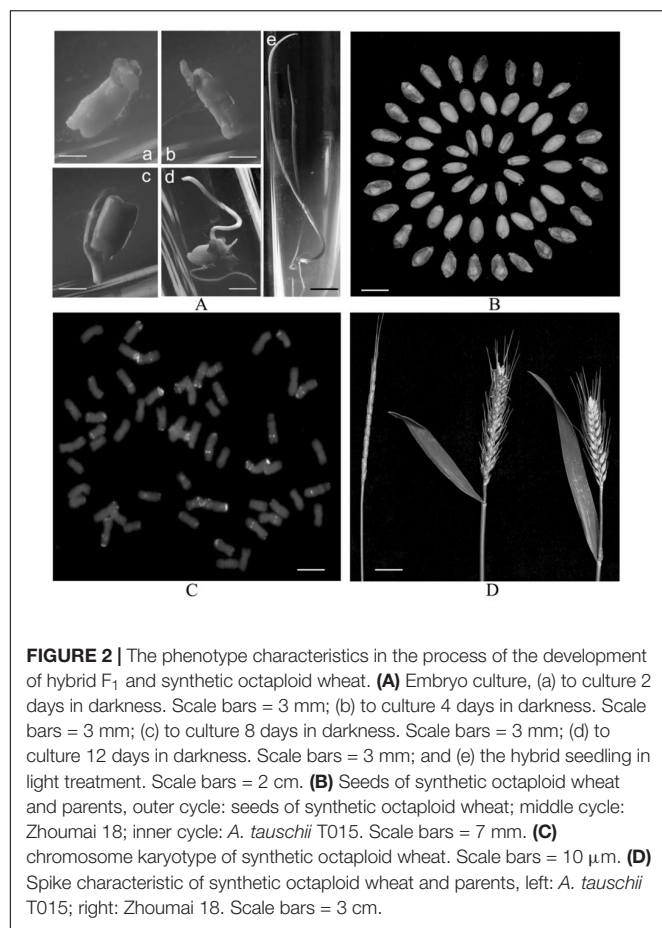 e
a
b
c
d
A
B
C
D
FIGURE 2 | The phenotype characteristics in the process of the development
of hybrid F₁ and synthetic octaploid wheat. (A) Embryo culture, (a) to culture 2
days in darkness. Scale bars = 3 mm; (b) to culture 4 days in darkness. Scale
bars = 3 mm; (c) to culture 8 days in darkness. Scale bars = 3 mm; (d) to
culture 12 days in darkness. Scale bars = 3 mm; and (e) the hybrid seedling in
light treatment. Scale bars = 2 cm. (B) Seeds of synthetic octaploid wheat
and parents, outer cycle: seeds of synthetic octaploid wheat; middle cycle:
Zhoumai 18; inner cycle: A. tauschii T015. Scale bars = 7 mm. (C)
chromosome karyotype of synthetic octaploid wheat. Scale bars = 10 μm. (D)
Spike characteristic of synthetic octaploid wheat and parents, left: A. tauschii
T015; right: Zhoumai 18. Scale bars = 3 cm.